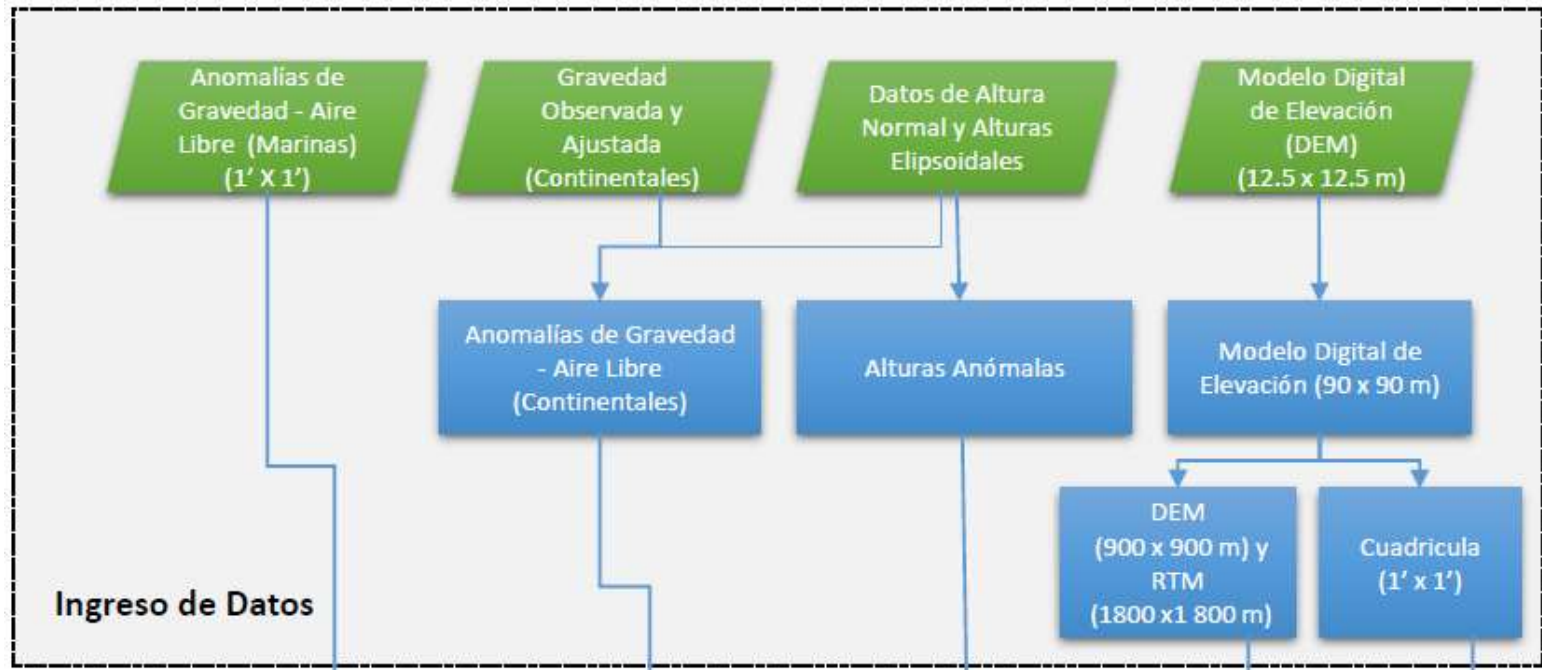 Anomalías de
Gravedad - Aire
Libre (Marinas)
(1' X 1')
Gravedad
Observada y
Ajustada
(Continentales)
Datos de Altura
Normal y Alturas
Elipsoidales
Modelo Digital
de Elevación
(DEM)
(12.5 x 12.5 m)
Anomalías de Gravedad
- Aire Libre
(Continentales)
Alturas Anómalas
Modelo Digital de
Elevación (90 x 90 m)
DEM
(900 x 900 m) y
RTM
(1800 x1 800 m)
Cuadricula
(1' x 1')
Ingreso de Datos